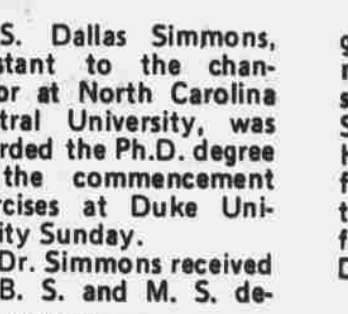 S. Dallas Simmons,
stant to the chan-
or at North Carolina
tral University, was
rded the Ph.D. degree
the commencement
rcises at Duke Uni-
ity Sunday.
Dr. Simmons received
B. S. and M. S. de-